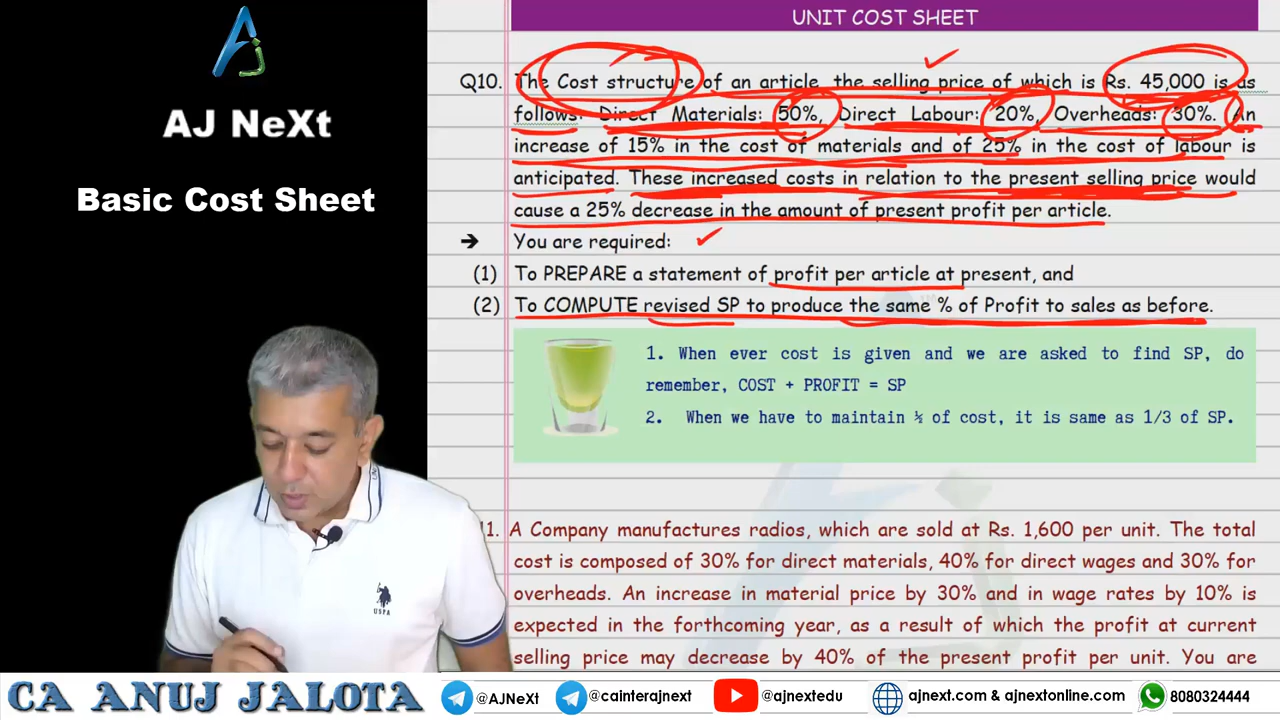 UNIT COST SHEET
AJ NeXt
Basic Cost Sheet
Q10. The Cost structure of an article, the selling price of which is Rs. 45,000 is as
follows: Direct Materials: 50%, Direct Labour: 20%, Overheads: 30%. An
increase of 15% in the cost of materials and of 25% in the cost of labour is
anticipated. These increased costs in relation to the present selling price would
cause a 25% decrease in the amount of present profit per article.
➔ You are required:
(1) To PREPARE a statement of profit per article at present, and
(2) To COMPUTE revised SP to produce the same % of Profit to sales as before.
1. When ever cost is given and we are asked to find SP, do
remember, COST + PROFIT = SP
2. When we have to maintain ½ of cost, it is same as 1/3 of SP.
11. A Company manufactures radios, which are sold at Rs. 1,600 per unit. The total
cost is composed of 30% for direct materials, 40% for direct wages and 30% for
overheads. An increase in material price by 30% and in wage rates by 10% is
expected in the forthcoming year, as a result of which the profit at current
selling price may decrease by 40% of the present profit per unit. You are
USPA
CA ANUJ JALOTA
@AJNeXt
@cainterajnext
@ajnextedu
ajnext.com & ajnextonline.com
8080324444